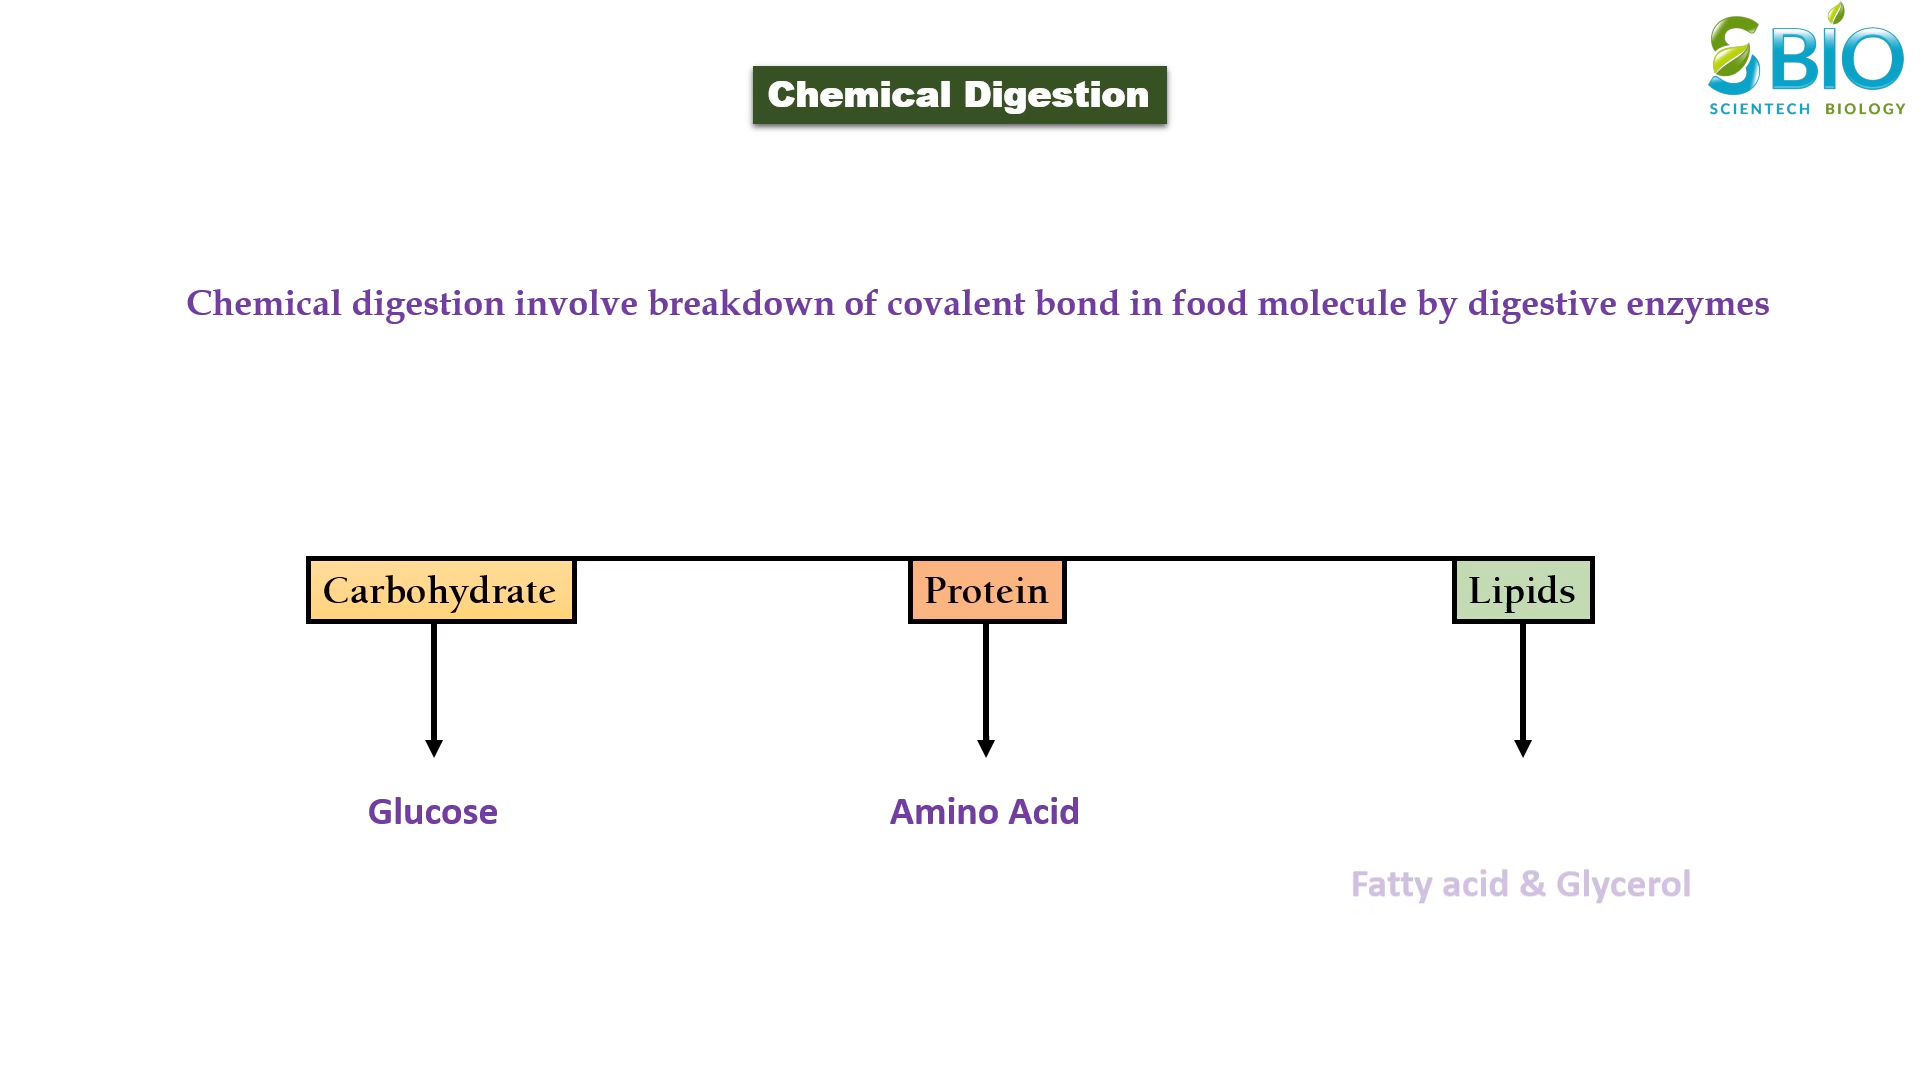 SBIO
SCIENTECH BIOLOGY
Chemical Digestion
Chemical digestion involve breakdown of covalent bond in food molecule by digestive enzymes
Carbohydrate
Protein
Lipids
Glucose
Amino Acid
Fatty acid & Glycerol